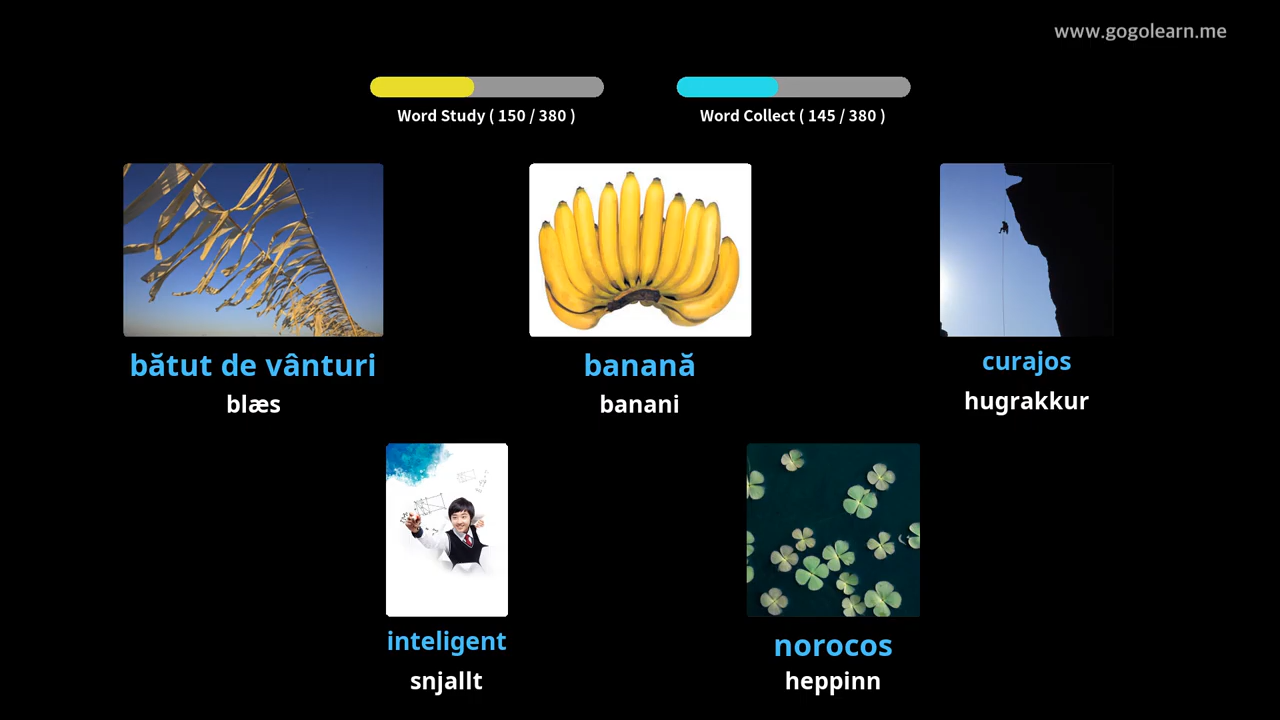 www.gogolearn.me
Word Study ( 150 / 380 )
Word Collect ( 145 / 380 )
bătut de vânturi
blæs
banană
banani
curajos
hugrakkur
inteligent
snjallt
norocos
heppinn